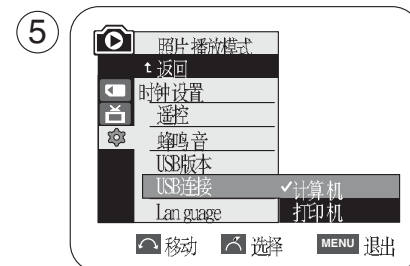 5
照片播放模式
返回
时钟设置
遥控
蜂鸣音
USB版本
USB连接 ✓计算机
Language 打印机
移动 选择 MENU 退出